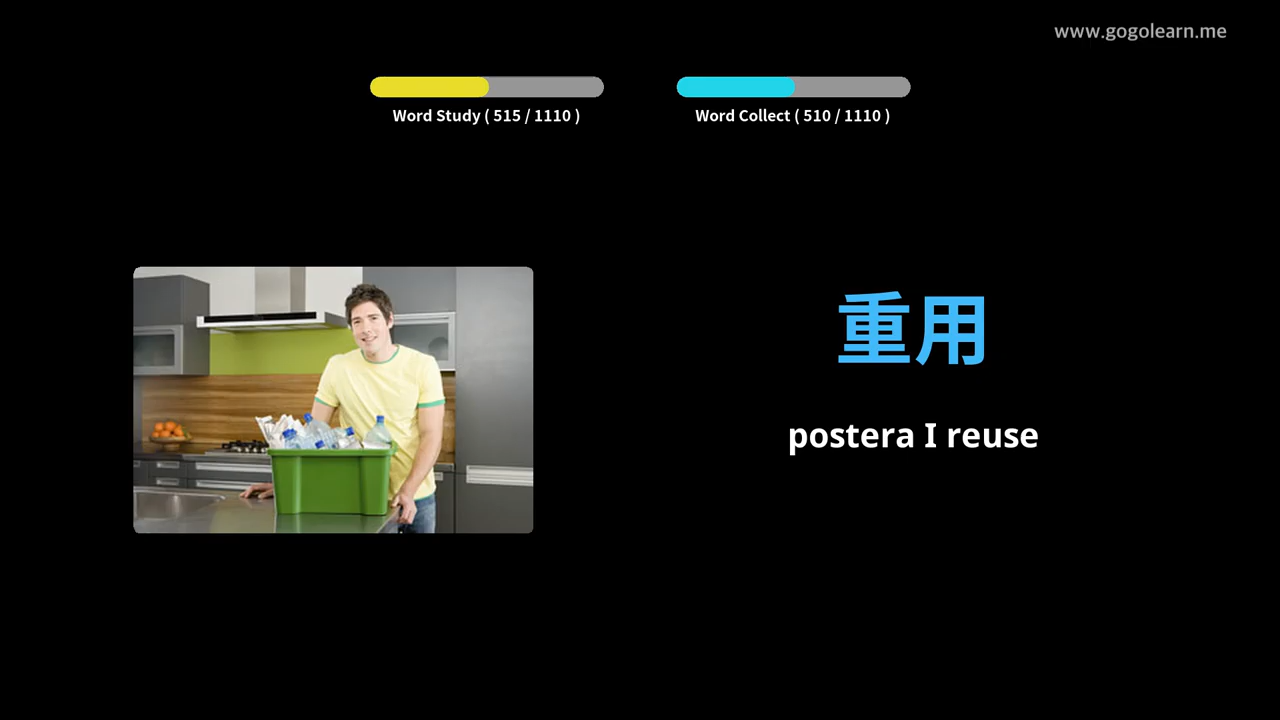 www.gogolearn.me
Word Study ( 515 / 1110 )
Word Collect ( 510 / 1110 )
重用
postera I reuse